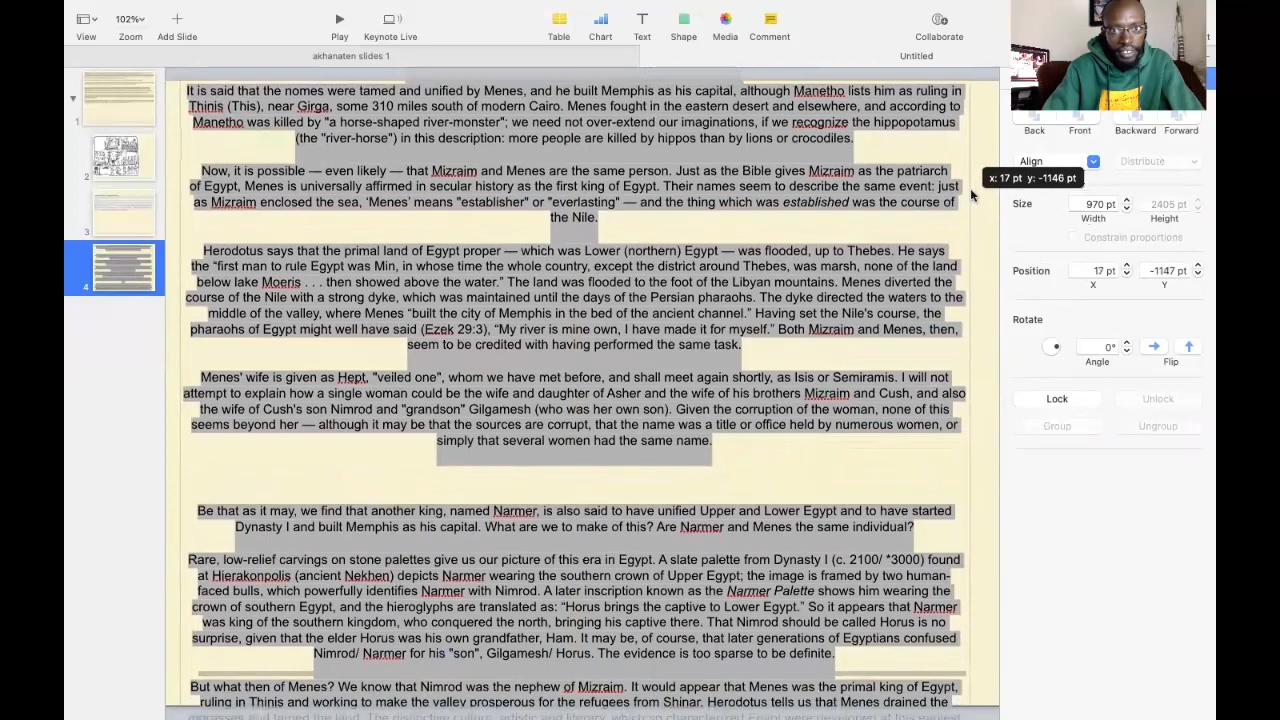 View
102%
Zoom
Add Slide
Play
Keynote Live
Table
Chart
Text
Shape
Media
Comment
Collaborate
akhanaten slides 1
Untitled
1
2
3
4
It is said that the nomes were tamed and unified by Menes, and he built Memphis as his capital, although Manetho lists him as ruling in
Thinis (This), near Girga, some 310 miles south of modern Cairo. Menes fought in the eastern desert and elsewhere, and according to
Manetho was killed by "a horse-shaped river-monster"; we need not over-extend our imaginations, if we recognize the hippopotamus
(the "river-horse") in this description: more people are killed by hippos than by lions or crocodiles.
Now, it is possible — even likely — that Mizraim and Menes are the same person. Just as the Bible gives Mizraim as the patriarch
of Egypt, Menes is universally affirmed in secular history as the first king of Egypt. Their names seem to describe the same event: just
as Mizraim enclosed the sea, ‘Menes’ means "establisher" or "everlasting" — and the thing which was established was the course of
the Nile.
Herodotus says that the primal land of Egypt proper — which was Lower (northern) Egypt — was flooded, up to Thebes. He says
the “first man to rule Egypt was Min, in whose time the whole country, except the district around Thebes, was marsh, none of the land
below lake Moeris . . . then showed above the water.” The land was flooded to the foot of the Libyan mountains. Menes diverted the
course of the Nile with a strong dyke, which was maintained until the days of the Persian pharaohs. The dyke directed the waters to the
middle of the valley, where Menes “built the city of Memphis in the bed of the ancient channel.” Having set the Nile's course, the
pharaohs of Egypt might well have said (Ezek 29:3), “My river is mine own, I have made it for myself.” Both Mizraim and Menes, then,
seem to be credited with having performed the same task.
Menes' wife is given as Hept, "veiled one", whom we have met before, and shall meet again shortly, as Isis or Semiramis. I will not
attempt to explain how a single woman could be the wife and daughter of Asher and the wife of his brothers Mizraim and Cush, and also
the wife of Cush's son Nimrod and "grandson" Gilgamesh (who was her own son). Given the corruption of the woman, none of this
seems beyond her — although it may be that the sources are corrupt, that the name was a title or office held by numerous women, or
simply that several women had the same name.
Be that as it may, we find that another king, named Narmer, is also said to have unified Upper and Lower Egypt and to have started
Dynasty I and built Memphis as his capital. What are we to make of this? Are Narmer and Menes the same individual?
Rare, low-relief carvings on stone palettes give us our picture of this era in Egypt. A slate palette from Dynasty I (c. 2100/ *3000) found
at Hierakonpolis (ancient Nekhen) depicts Narmer wearing the southern crown of Upper Egypt; the image is framed by two human-
faced bulls, which powerfully identifies Narmer with Nimrod. A later inscription known as the Narmer Palette shows him wearing the
crown of southern Egypt, and the hieroglyphs are translated as: “Horus brings the captive to Lower Egypt.” So it appears that Narmer
was king of the southern kingdom, who conquered the north, bringing his captive there. That Nimrod should be called Horus is no
surprise, given that the elder Horus was his own grandfather, Ham. It may be, of course, that later generations of Egyptians confused
Nimrod/ Narmer for his "son", Gilgamesh/ Horus. The evidence is too sparse to be definite.
But what then of Menes? We know that Nimrod was the nephew of Mizraim. It would appear that Menes was the primal king of Egypt,
ruling in Thinis and working to make the valley prosperous for the refugees from Shinar. Herodotus tells us that Menes drained the
Back
Front
Backward
Forward
Align
Distribute
x: 17 pt y: -1146 pt
Size
970 pt
2405 pt
Width
Height
Constrain proportions
Position
17 pt
-1147 pt
X
Y
Rotate
0°
Angle
Flip
Lock
Unlock
Group
Ungroup